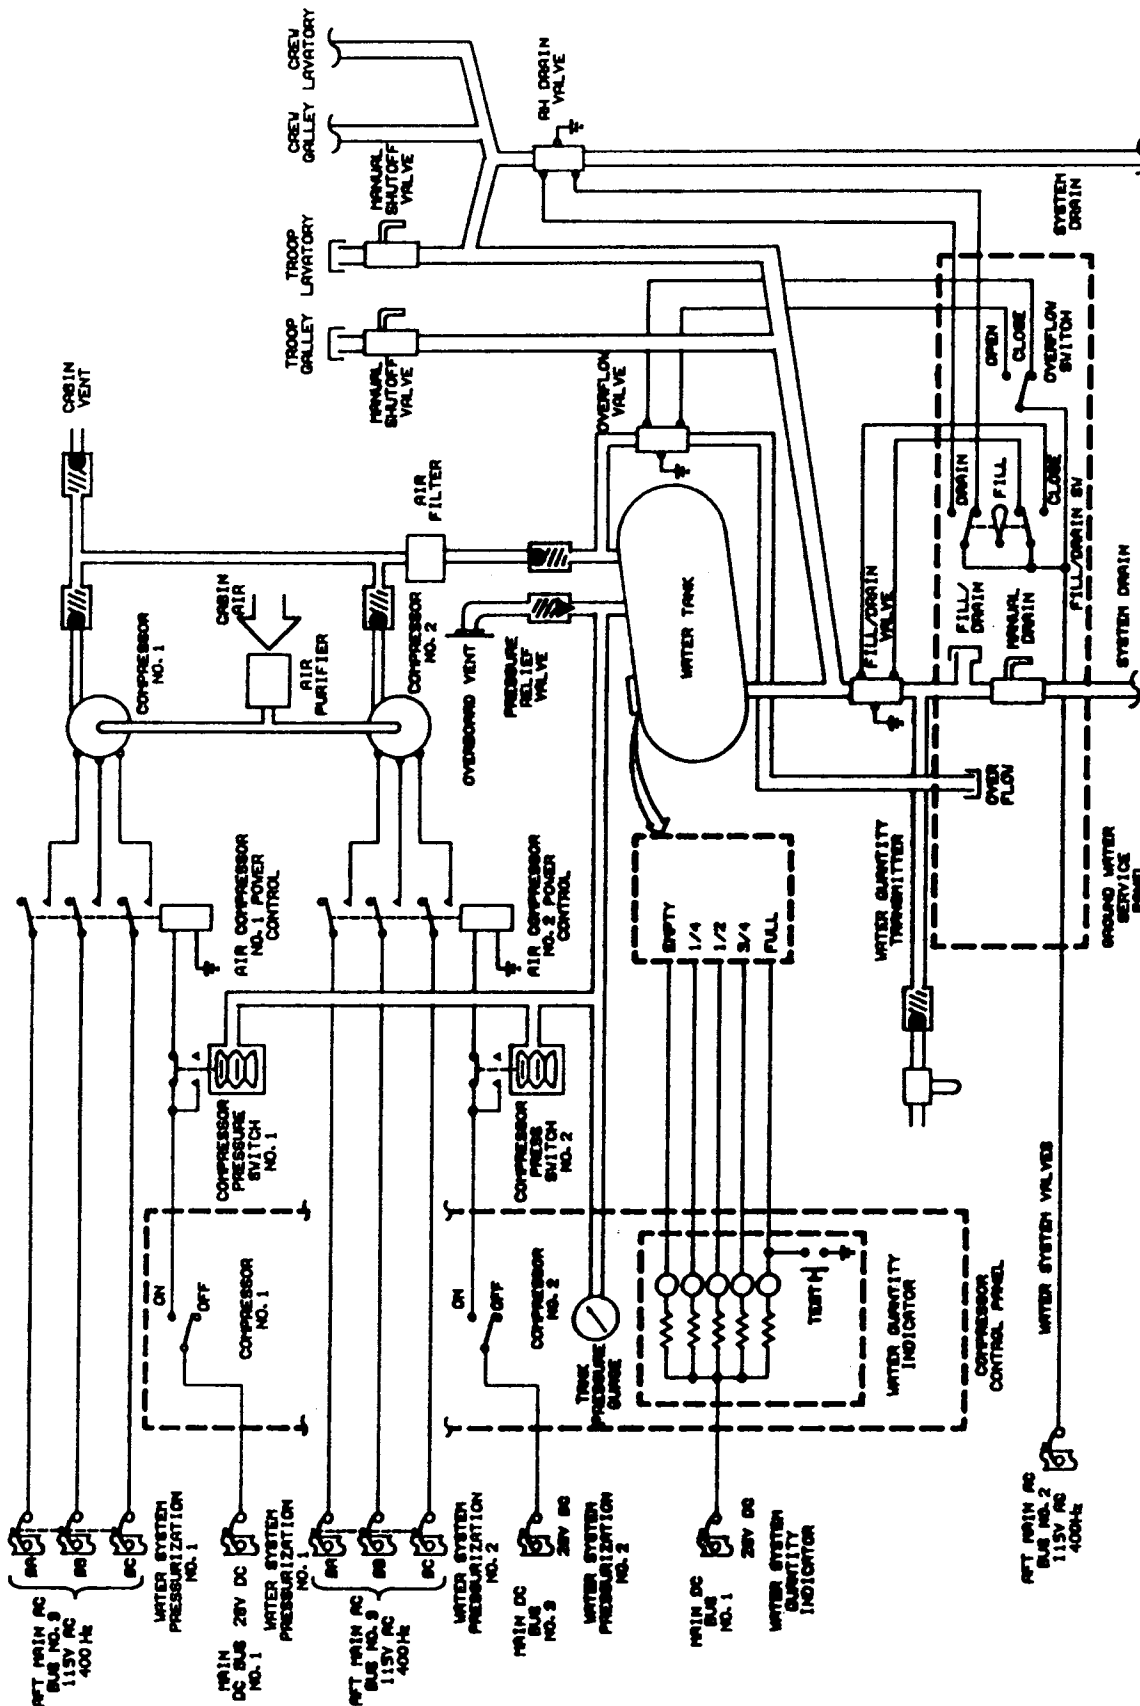 AFT MAIN AC
BUS NO. 3
115V AC
400 Hz
ØA
ØB
ØC
WATER SYSTEM
PRESSURIZATION
NO. 1
MAIN
DC BUS
NO. 1
28V DC
WATER SYSTEM
PRESSURIZATION
NO. 1
AFT MAIN AC
BUS NO. 3
115V AC
400Hz
ØA
ØB
ØC
WATER SYSTEM
PRESSURIZATION
NO. 2
MAIN DC
BUS
NO. 3
28V DC
WATER SYSTEM
PRESSURIZATION
NO. 2
MAIN DC
BUS
NO. 1
28V DC
WATER SYSTEM
QUANTITY
INDICATOR
AFT MAIN AC
BUS NO. 2
115V AC
400Hz
ON
OFF
COMPRESSOR
NO. 1
ON
OFF
COMPRESSOR
NO. 2
TANK
PRESSURE
GUAGE
TEST
WATER QUANTITY
INDICATOR
COMPRESSOR
CONTROL PANEL
WATER SYSTEM VALVES
COMPRESSOR
PRESSURE
SWITCH
NO. 1
COMPRESSOR
PRESS
SWITCH
NO. 2
AIR COMPRESSOR
NO. 1 POWER
CONTROL
AIR COMPRESSOR
NO. 2 POWER
CONTROL
EMPTY
1/4
1/2
3/4
FULL
WATER QUANTITY
TRANSMITTER
GROUND WATER
SERVICE
PANEL
COMPRESSOR
NO. 1
AIR
PURIFIER
CABIN
AIR
COMPRESSOR
NO. 2
OVERBOARD VENT
PRESSURE
RELIEF
VALVE
WATER TANK
FILL/DRAIN
VALVE
OVER
FLOW
FILL/
DRAIN
MANUAL
DRAIN
SYSTEM DRAIN
CABIN
VENT
AIR
FILTER
OVERFLOW
VALVE
DRAIN
FILL
CLOSE
FILL/DRAIN SW
OPEN
CLOSE
OVERFLOW
SWITCH
SYSTEM
DRAIN
TROOP
GALLEY
TROOP
LAVATORY
CREW
GALLEY
CREW
LAVATORY
MANUAL
SHUTOFF
VALVE
MANUAL
SHUTOFF
VALVE
RH DRAIN
VALVE